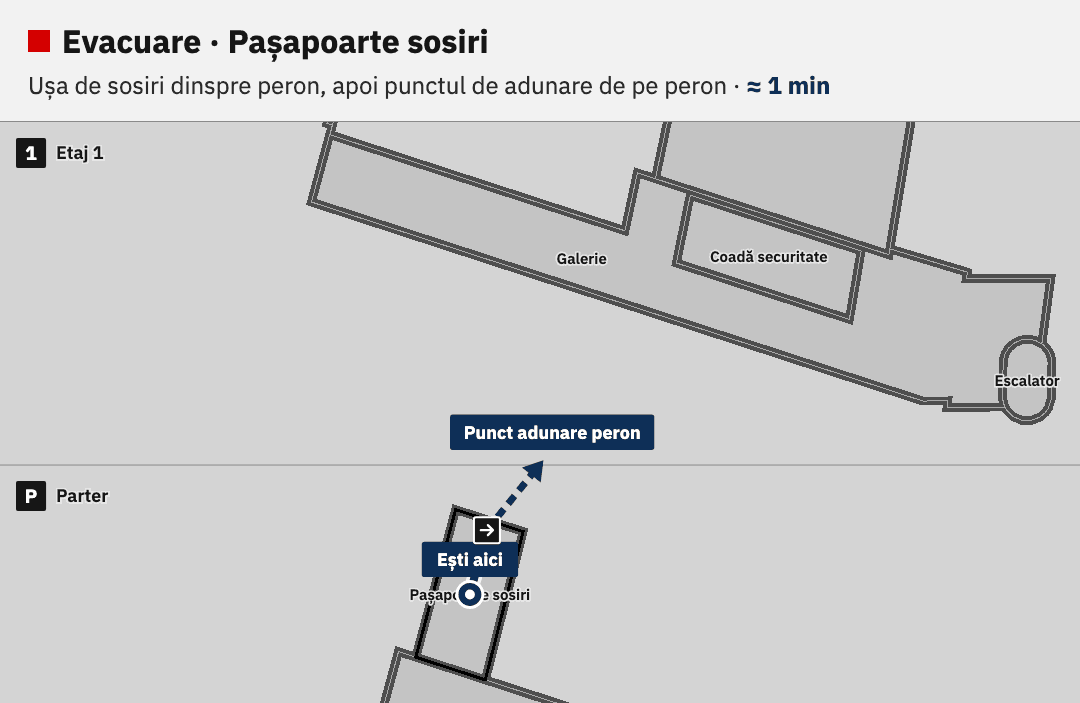 Evacuare · Pașapoarte sosiri
Ușa de sosiri dinspre peron, apoi punctul de adunare de pe peron · ≈ 1 min
1 Etaj 1
Galerie
Coadă securitate
Escalator
Punct adunare peron
P Parter
Ești aici
sosiri